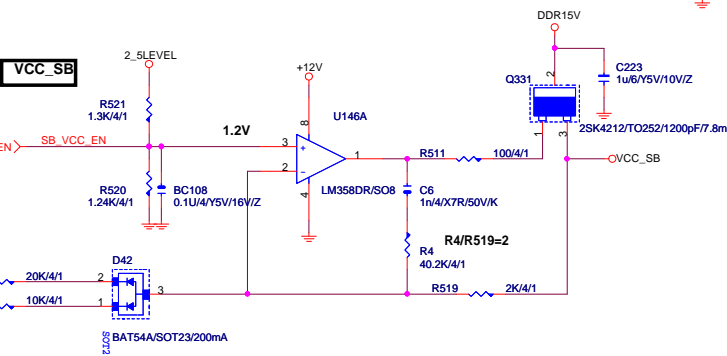 DDR15V
VCC_SB
2_5LEVEL
+12V
C223
1u/6/Y5V/10V/Z
Q331
2
R521
1.3K/4/1
8
U146A
1.2V
2SK4212/TO252/1200pF/7.8m
1
3
EN
SB_VCC_EN
3
+
2
-
1
R511
100/4/1
VCC_SB
R520
1.24K/4/1
BC108
0.1U/4/Y5V/16V/Z
4
LM358DR/SO8
C6
1n/4/X7R/50V/K
R4/R519=2
R4
40.2K/4/1
D42
20K/4/1
2
10K/4/1
1
3
R519
2K/4/1
BAT54A/SOT23/200mA
SOT2